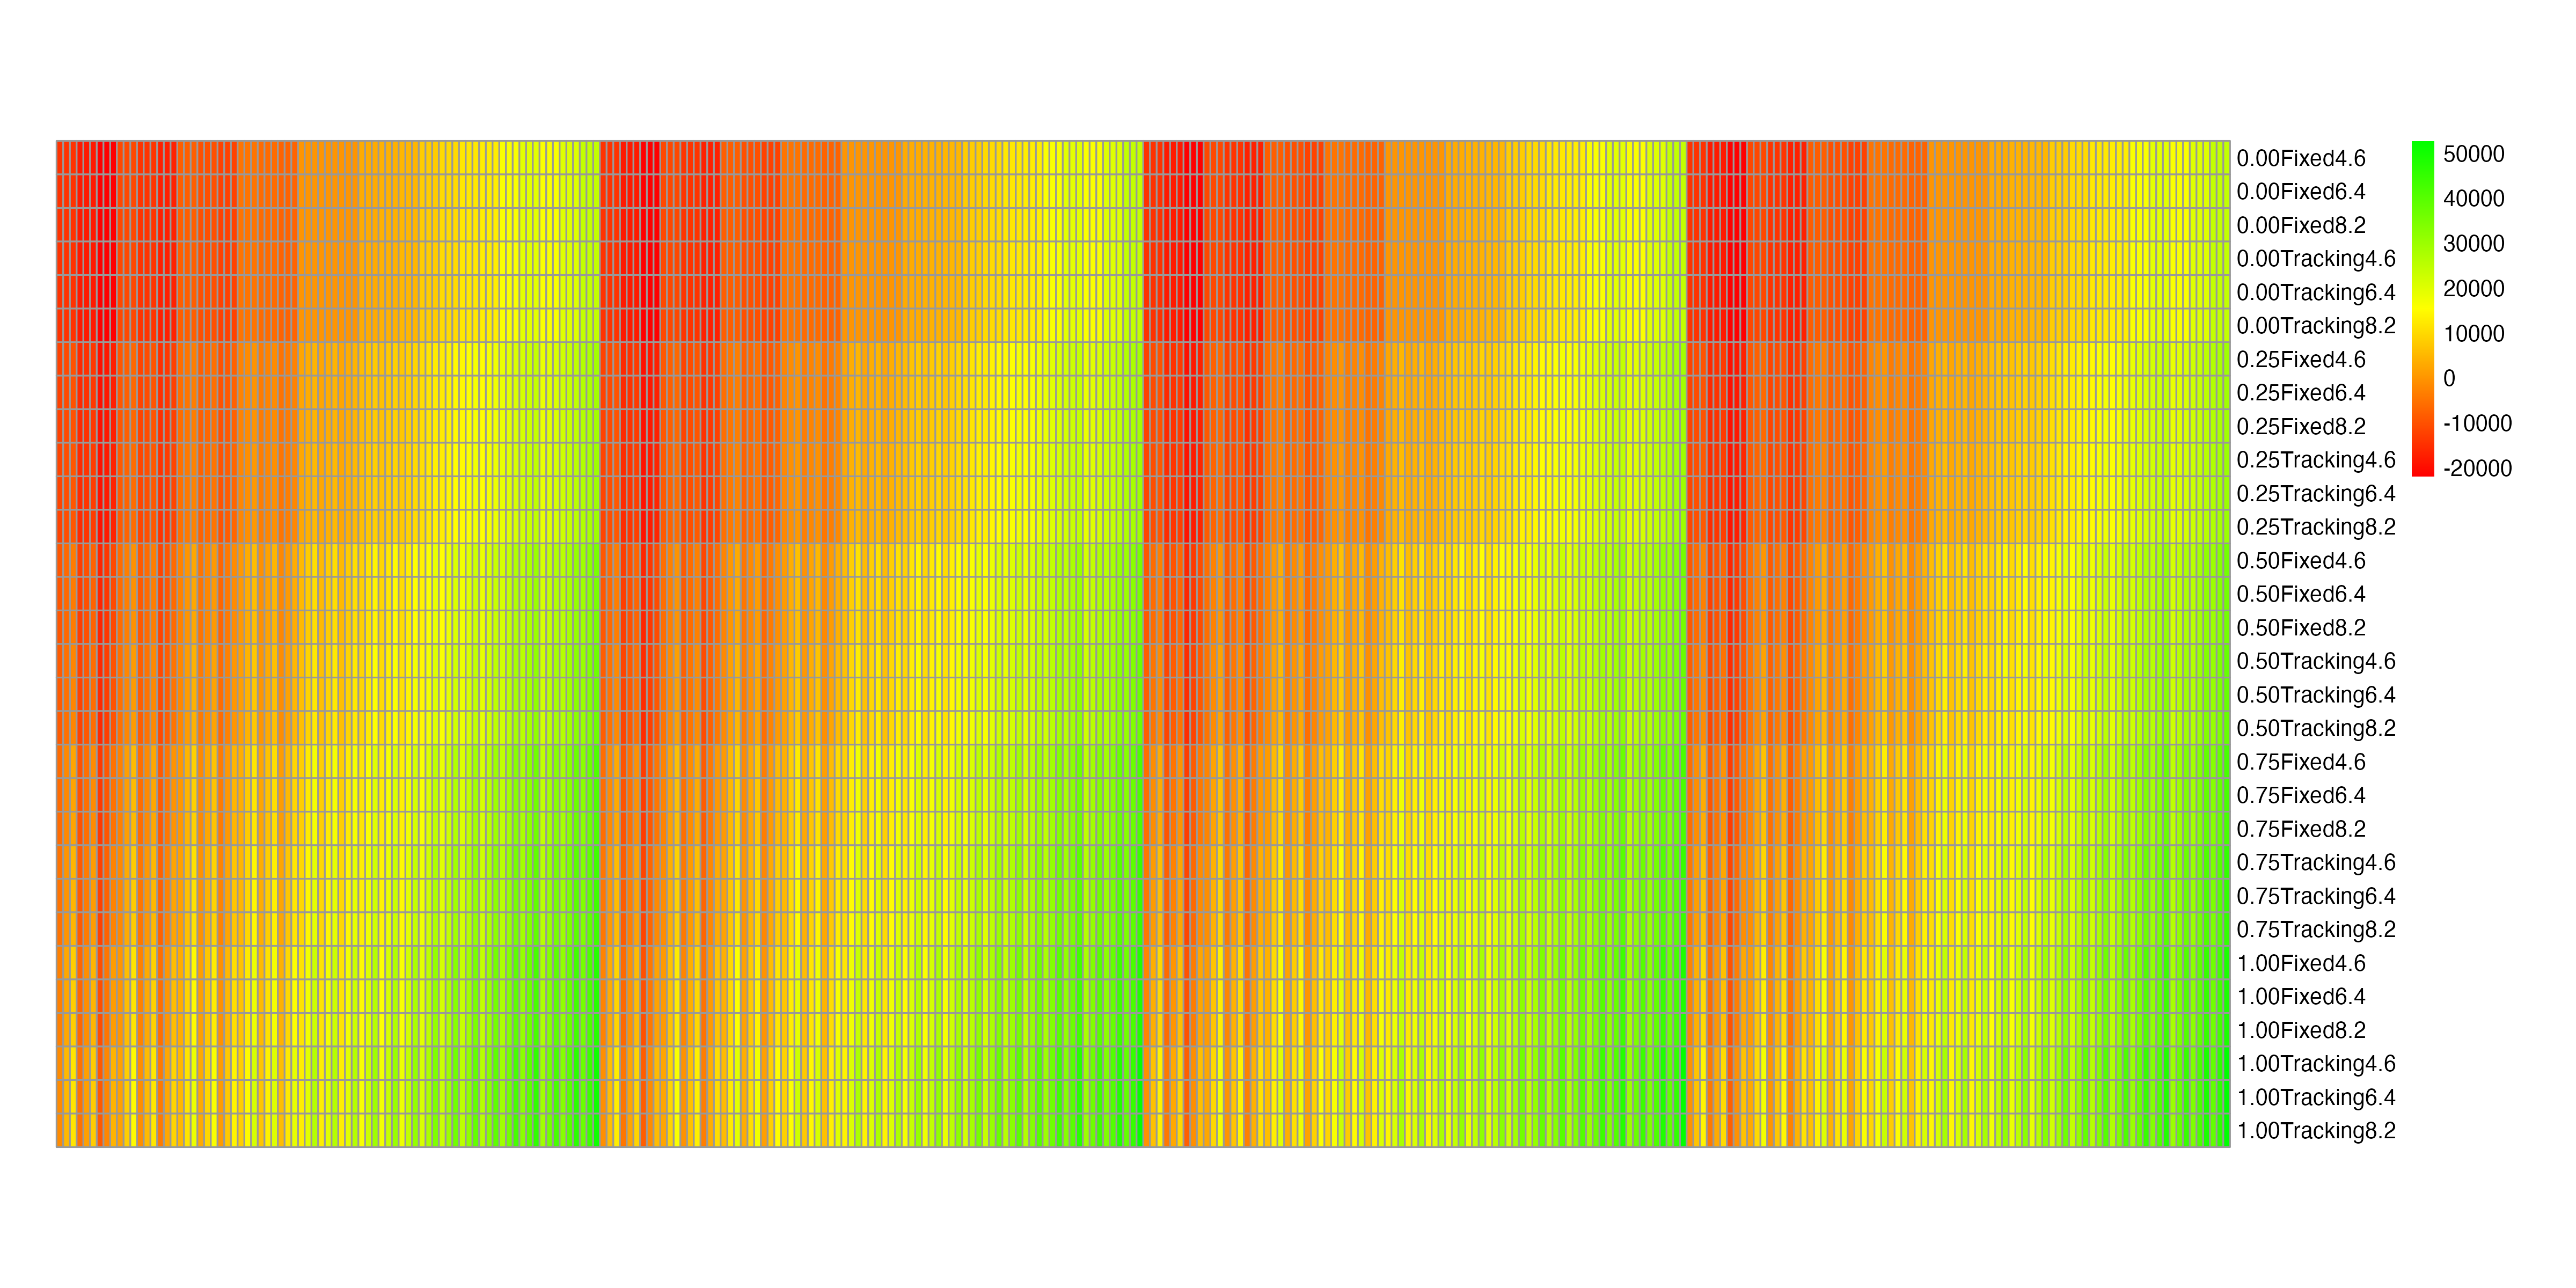 0.00Fixed4.6
0.00Fixed6.4
0.00Fixed8.2
0.00Tracking4.6
0.00Tracking6.4
0.00Tracking8.2
0.25Fixed4.6
0.25Fixed6.4
0.25Fixed8.2
0.25Tracking4.6
0.25Tracking6.4
0.25Tracking8.2
0.50Fixed4.6
0.50Fixed6.4
0.50Fixed8.2
0.50Tracking4.6
0.50Tracking6.4
0.50Tracking8.2
0.75Fixed4.6
0.75Fixed6.4
0.75Fixed8.2
0.75Tracking4.6
0.75Tracking6.4
0.75Tracking8.2
1.00Fixed4.6
1.00Fixed6.4
1.00Fixed8.2
1.00Tracking4.6
1.00Tracking6.4
1.00Tracking8.2
50000
40000
30000
20000
10000
0
-10000
-20000